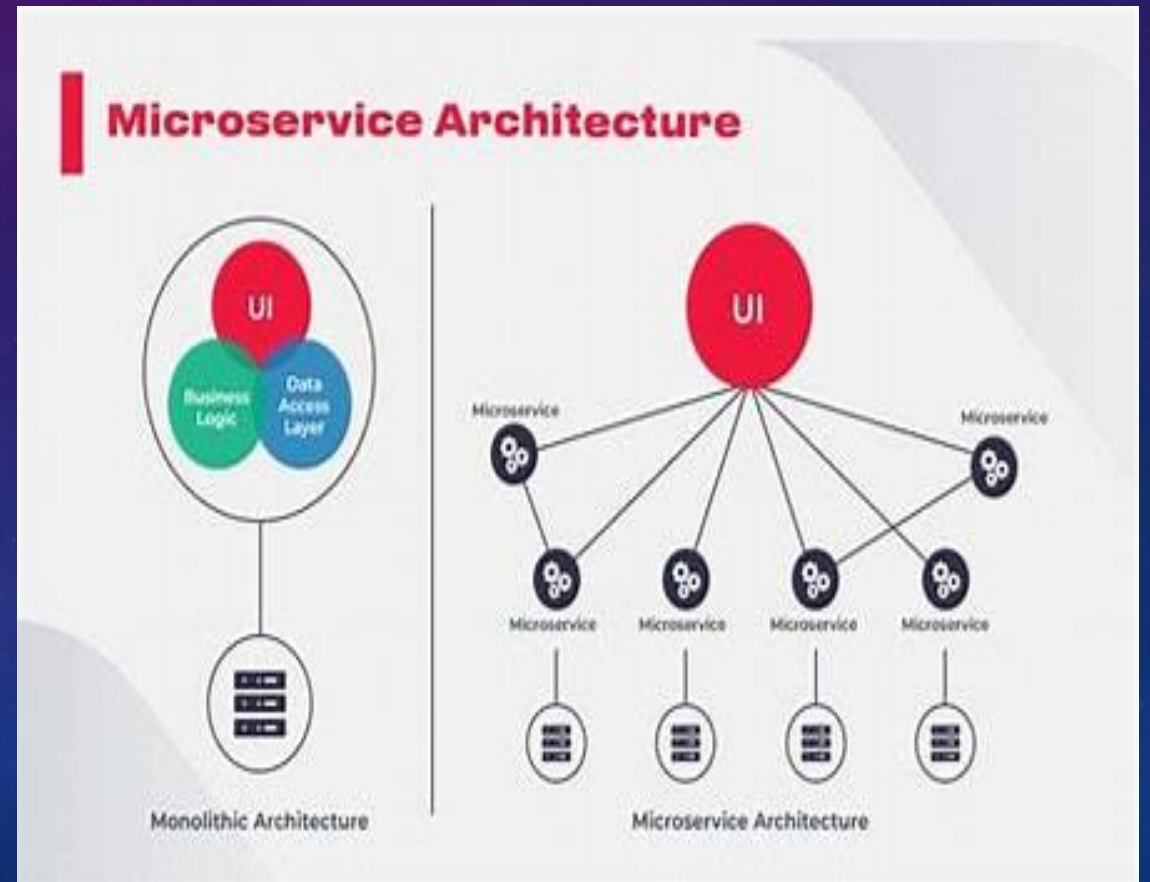 Microservice Architecture
UI
Business
Logic
Data
Access
Layer
Monolithic Architecture
UI
Microservice
Microservice
Microservice
Microservice
Microservice
Microservice
Microservice Architecture